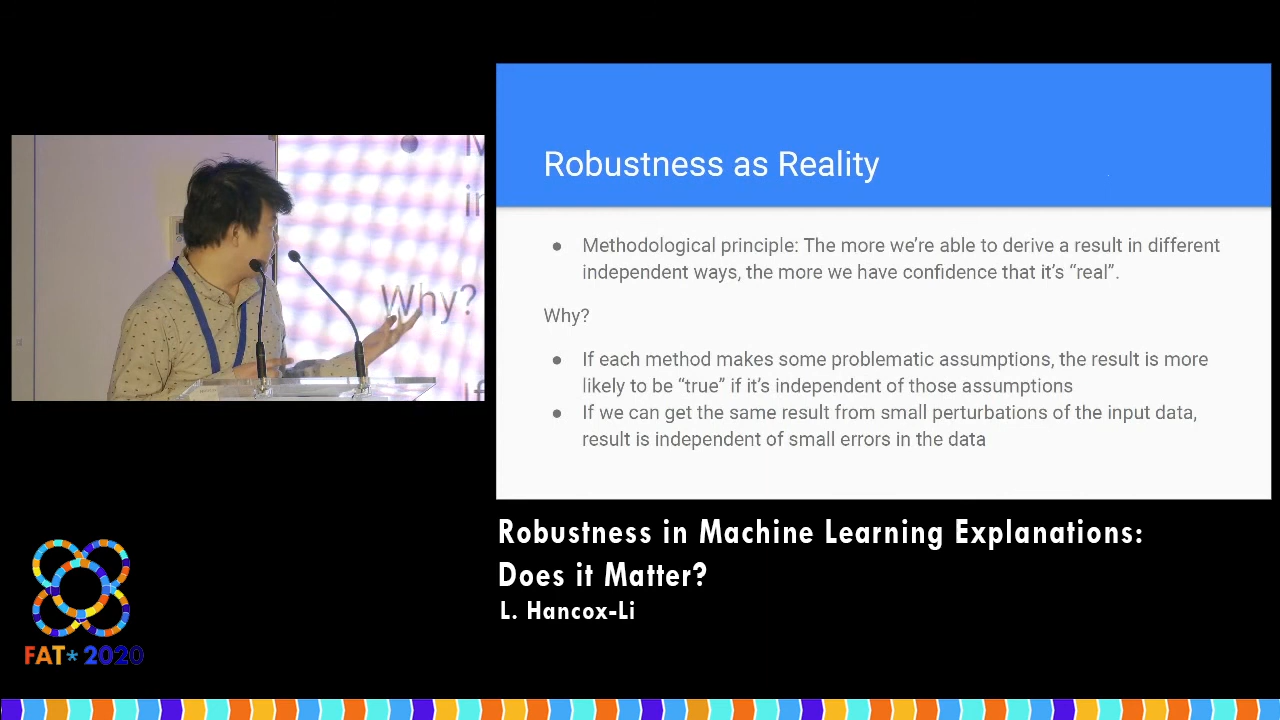 Robustness as Reality
● Methodological principle: The more we’re able to derive a result in different
independent ways, the more we have confidence that it’s “real”.
Why?
● If each method makes some problematic assumptions, the result is more
likely to be “true” if it’s independent of those assumptions
● If we can get the same result from small perturbations of the input data,
result is independent of small errors in the data
Why?
Robustness in Machine Learning Explanations:
Does it Matter?
L. Hancox-Li
FAT* 2020